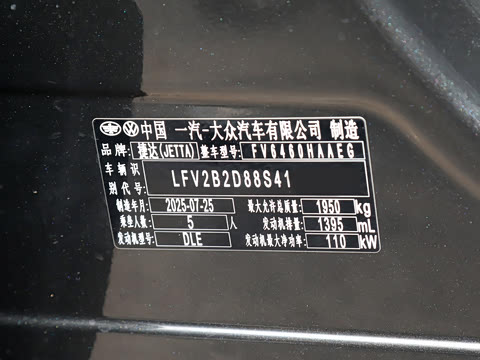 中国 一汽-大众汽车有限公司 制造
品牌: 捷达(JETTA) 整车型号: FV6460HAAEG
车辆识别代号: LFV2B2D88S41
制造年月: 2025-07-25 最大允许总质量: 1950 kg
乘坐人数: 5 人 发动机排量: 1395 mL
发动机型号: DLE 发动机最大净功率: 110 kW